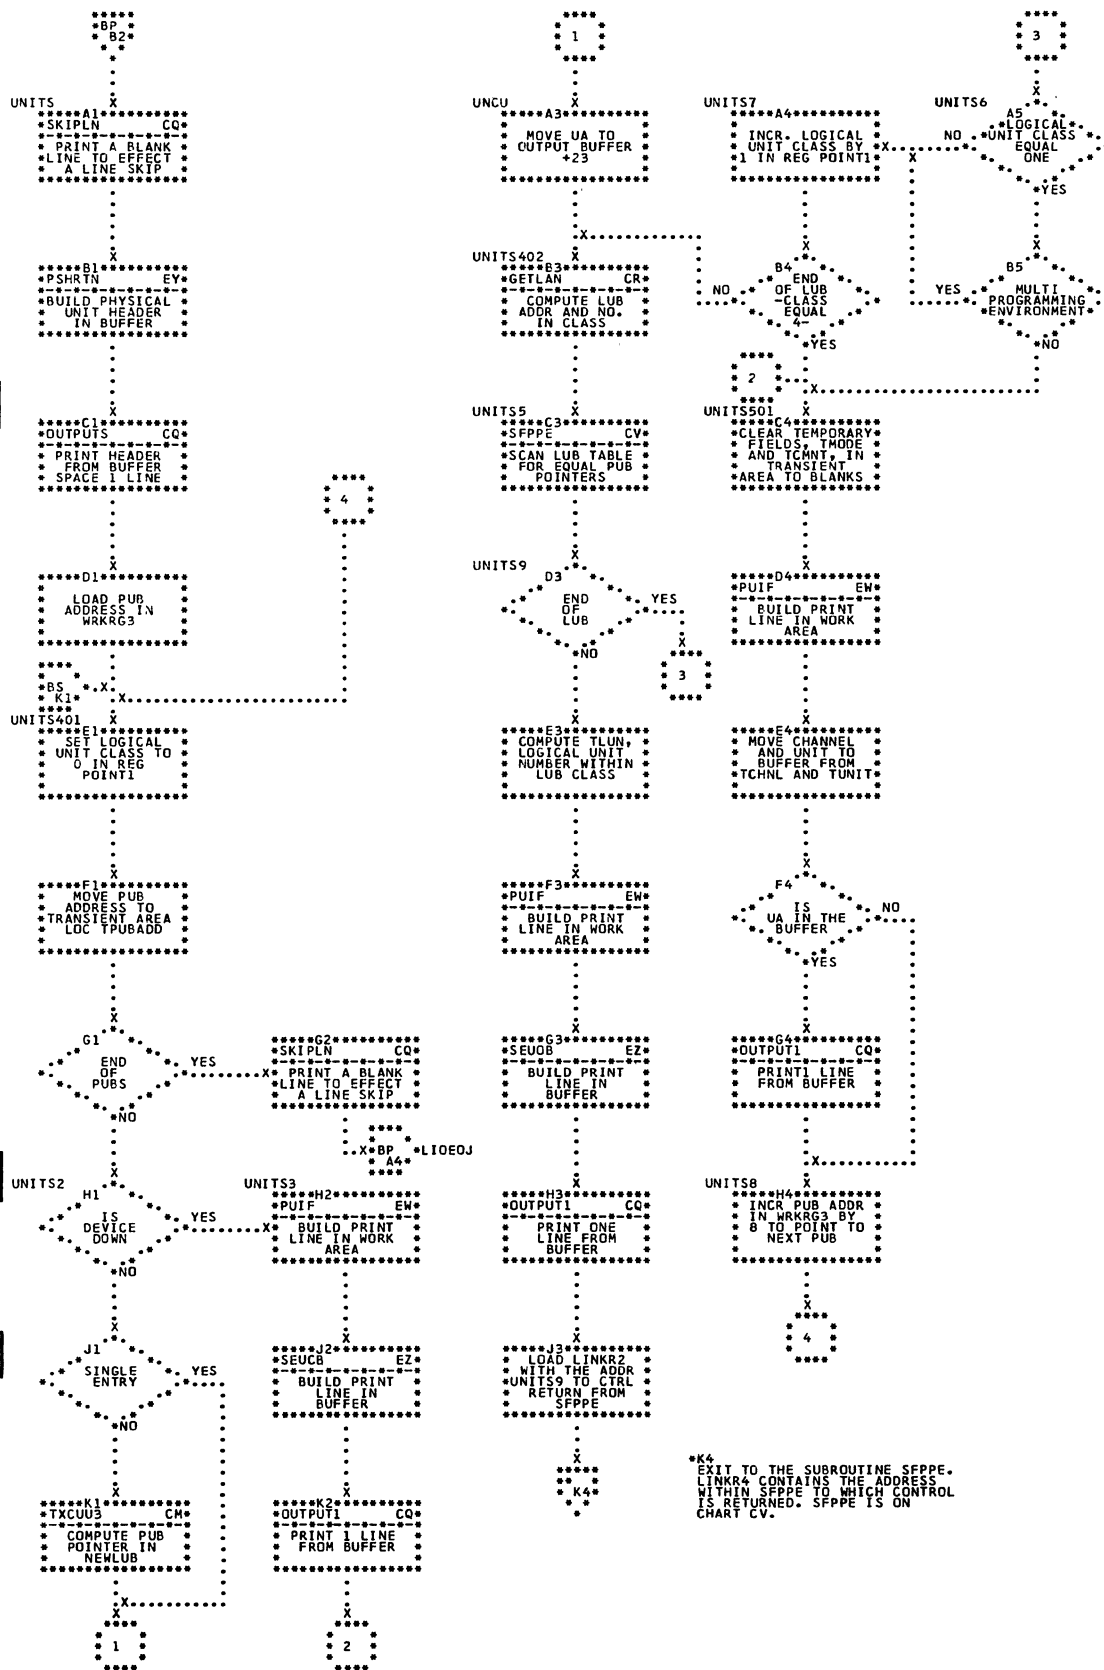 BP
B2
UNITS
A1
SKIPLN CQ
PRINT A BLANK
LINE TO EFFECT
A LINE SKIP
B1
PSHRTN EY
BUILD PHYSICAL
UNIT HEADER
IN BUFFER
C1
OUTPUTS CQ
PRINT HEADER
FROM BUFFER
SPACE 1 LINE
D1
LOAD PUB
ADDRESS IN
WRKRG3
BS
K1
4
UNITS401
E1
SET LOGICAL
UNIT CLASS TO
0 IN REG
POINT1
F1
MOVE PUB
ADDRESS TO
TRANSIENT AREA
LOC TPUBADD
G1
END
OF
PUBS
YES
NO
G2
SKIPLN CQ
PRINT A BLANK
LINE TO EFFECT
A LINE SKIP
BP
A4
LIOEOJ
UNITS2
H1
IS
DEVICE
DOWN
YES
NO
UNITS3
H2
PUIF EW
BUILD PRINT
LINE IN WORK
AREA
J1
SINGLE
ENTRY
YES
NO
J2
SEUCB EZ
BUILD PRINT
LINE IN
BUFFER
K1
TXCUU3 CM
COMPUTE PUB
POINTER IN
NEWLUB
K2
OUTPUT1 CQ
PRINT 1 LINE
FROM BUFFER
1
2
1
UNCU
A3
MOVE UA TO
OUTPUT BUFFER
+23
UNITS402
B3
GETLAN CR
COMPUTE LUB
ADDR AND NO.
IN CLASS
UNITS5
C3
SFPPE CV
SCAN LUB TABLE
FOR EQUAL PUB
POINTERS
UNITS9
D3
END
OF
LUB
YES
NO
3
E3
COMPUTE TLUN,
LOGICAL UNIT
NUMBER WITHIN
LUB CLASS
F3
PUIF EW
BUILD PRINT
LINE IN WORK
AREA
G3
SEUOB EZ
BUILD PRINT
LINE IN
BUFFER
H3
OUTPUT1 CQ
PRINT ONE
LINE FROM
BUFFER
J3
LOAD LINKR2
WITH THE ADDR
UNITS9 TO CTRL
RETURN FROM
SFPPE
K4
3
UNITS6
A5
LOGICAL
UNIT CLASS
EQUAL
ONE
NO
YES
B5
MULTI
PROGRAMMING
ENVIRONMENT
YES
NO
UNITS7
A4
INCR. LOGICAL
UNIT CLASS BY
1 IN REG POINT1
B4
END
OF LUB
-CLASS
EQUAL
4-
NO
YES
2
UNITS501
C4
CLEAR TEMPORARY
FIELDS, TMODE
AND TCMNT, IN
TRANSIENT
AREA TO BLANKS
D4
PUIF EW
BUILD PRINT
LINE IN WORK
AREA
E4
MOVE CHANNEL
AND UNIT TO
BUFFER FROM
TCHNL AND TUNIT
F4
IS
UA IN THE
BUFFER
NO
YES
G4
OUTPUT1 CQ
PRINT1 LINE
FROM BUFFER
UNITS8
H4
INCR PUB ADDR
IN WRKRG3 BY
8 TO POINT TO
NEXT PUB
4
*K4
EXIT TO THE SUBROUTINE SFPPE.
LINKR4 CONTAINS THE ADDRESS
WITHIN SFPPE TO WHICH CONTROL
IS RETURNED. SFPPE IS ON
CHART CV.